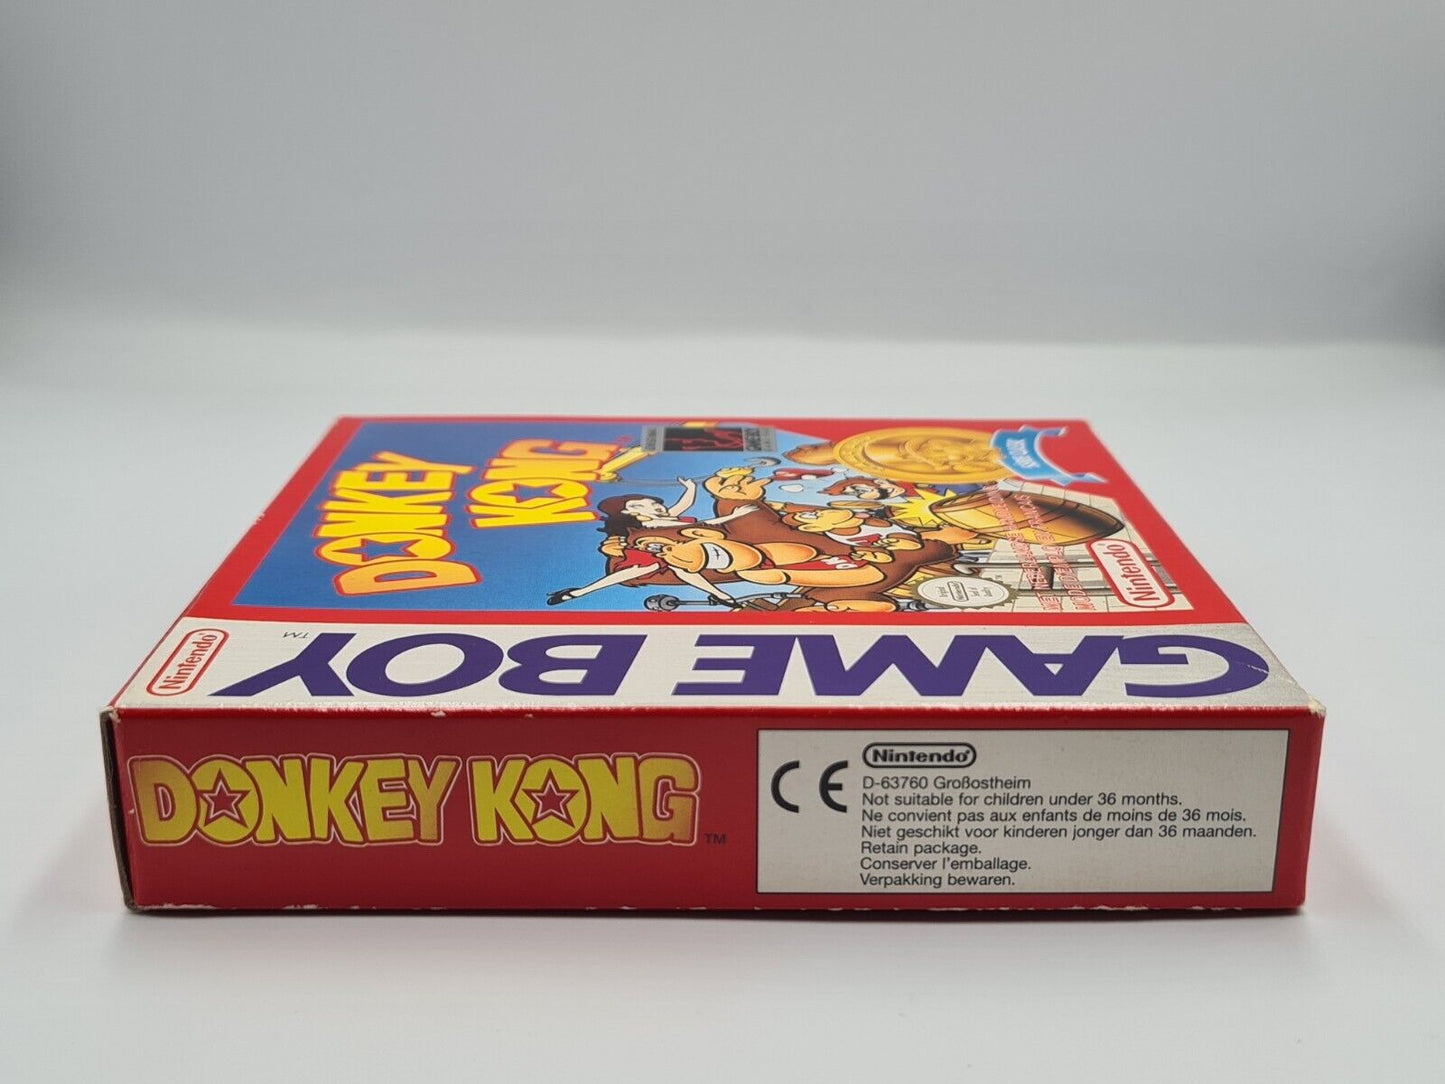 DONKEY
KONG
TM
Nintendo
GAME BOY
TM
Nintendo
DONKEY KONG
TM
CE
Nintendo
D-63760 Großostheim
Not suitable for children under 36 months.
Ne convient pas aux enfants de moins de 36 mois.
Niet geschikt voor kinderen jonger dan 36 maanden.
Retain package.
Conserver l'emballage.
Verpakking bewaren.